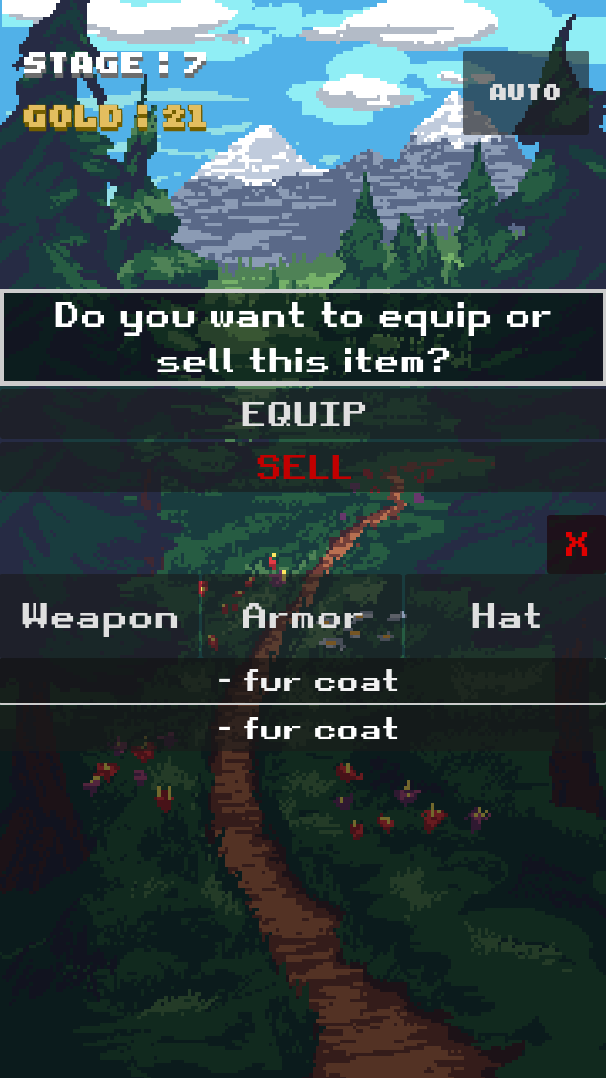 STAGE : 7
GOLD : 21
AUTO
Do you want to equip or
sell this item?
EQUIP
SELL
X
Weapon Armor Hat
- fur coat
- fur coat